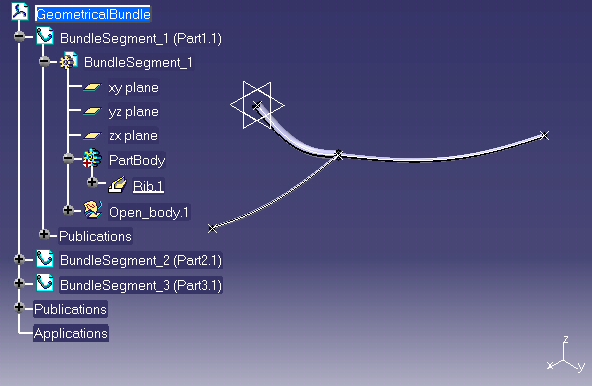 GeometricalBundle
BundleSegment_1 (Part1.1)
BundleSegment_1
xy plane
yz plane
zx plane
PartBody
Rib.1
Open_body.1
Publications
BundleSegment_2 (Part2.1)
BundleSegment_3 (Part3.1)
Publications
Applications
z
x
y